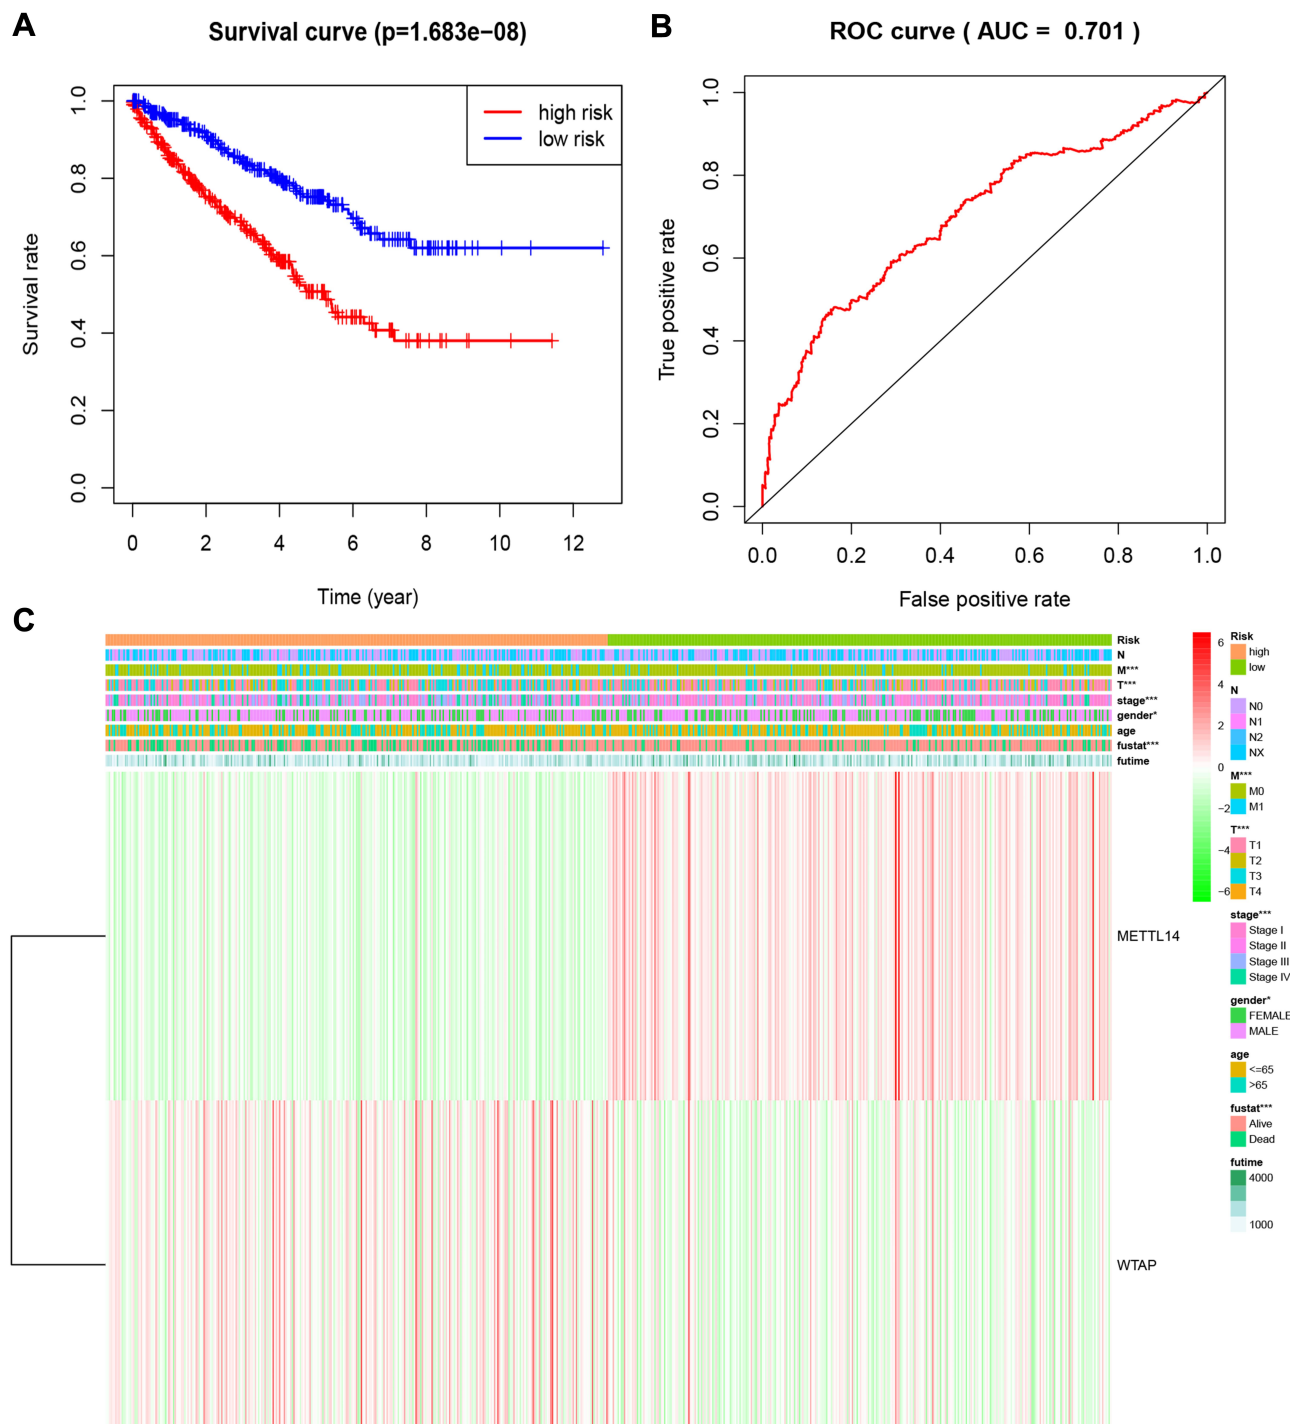 A
Survival curve (p=1.683e−08)
high risk
low risk
1.0
0.8
0.6
0.4
0.2
0.0
Survival rate
0 2 4 6 8 10 12
Time (year)
B
ROC curve ( AUC = 0.701 )
1.0
0.8
0.6
0.4
0.2
0.0
True positive rate
0.0 0.2 0.4 0.6 0.8 1.0
False positive rate
C
Risk
N
M***
T***
stage***
gender*
age
fustat***
futime
METTL14
WTAP
6
4
2
0
−2
−4
−6
Risk
high
low
N
N0
N1
N2
NX
M***
M0
M1
T***
T1
T2
T3
T4
stage***
Stage I
Stage II
Stage III
Stage IV
gender*
FEMALE
MALE
age
<=65
>65
fustat***
Alive
Dead
futime
4000
1000